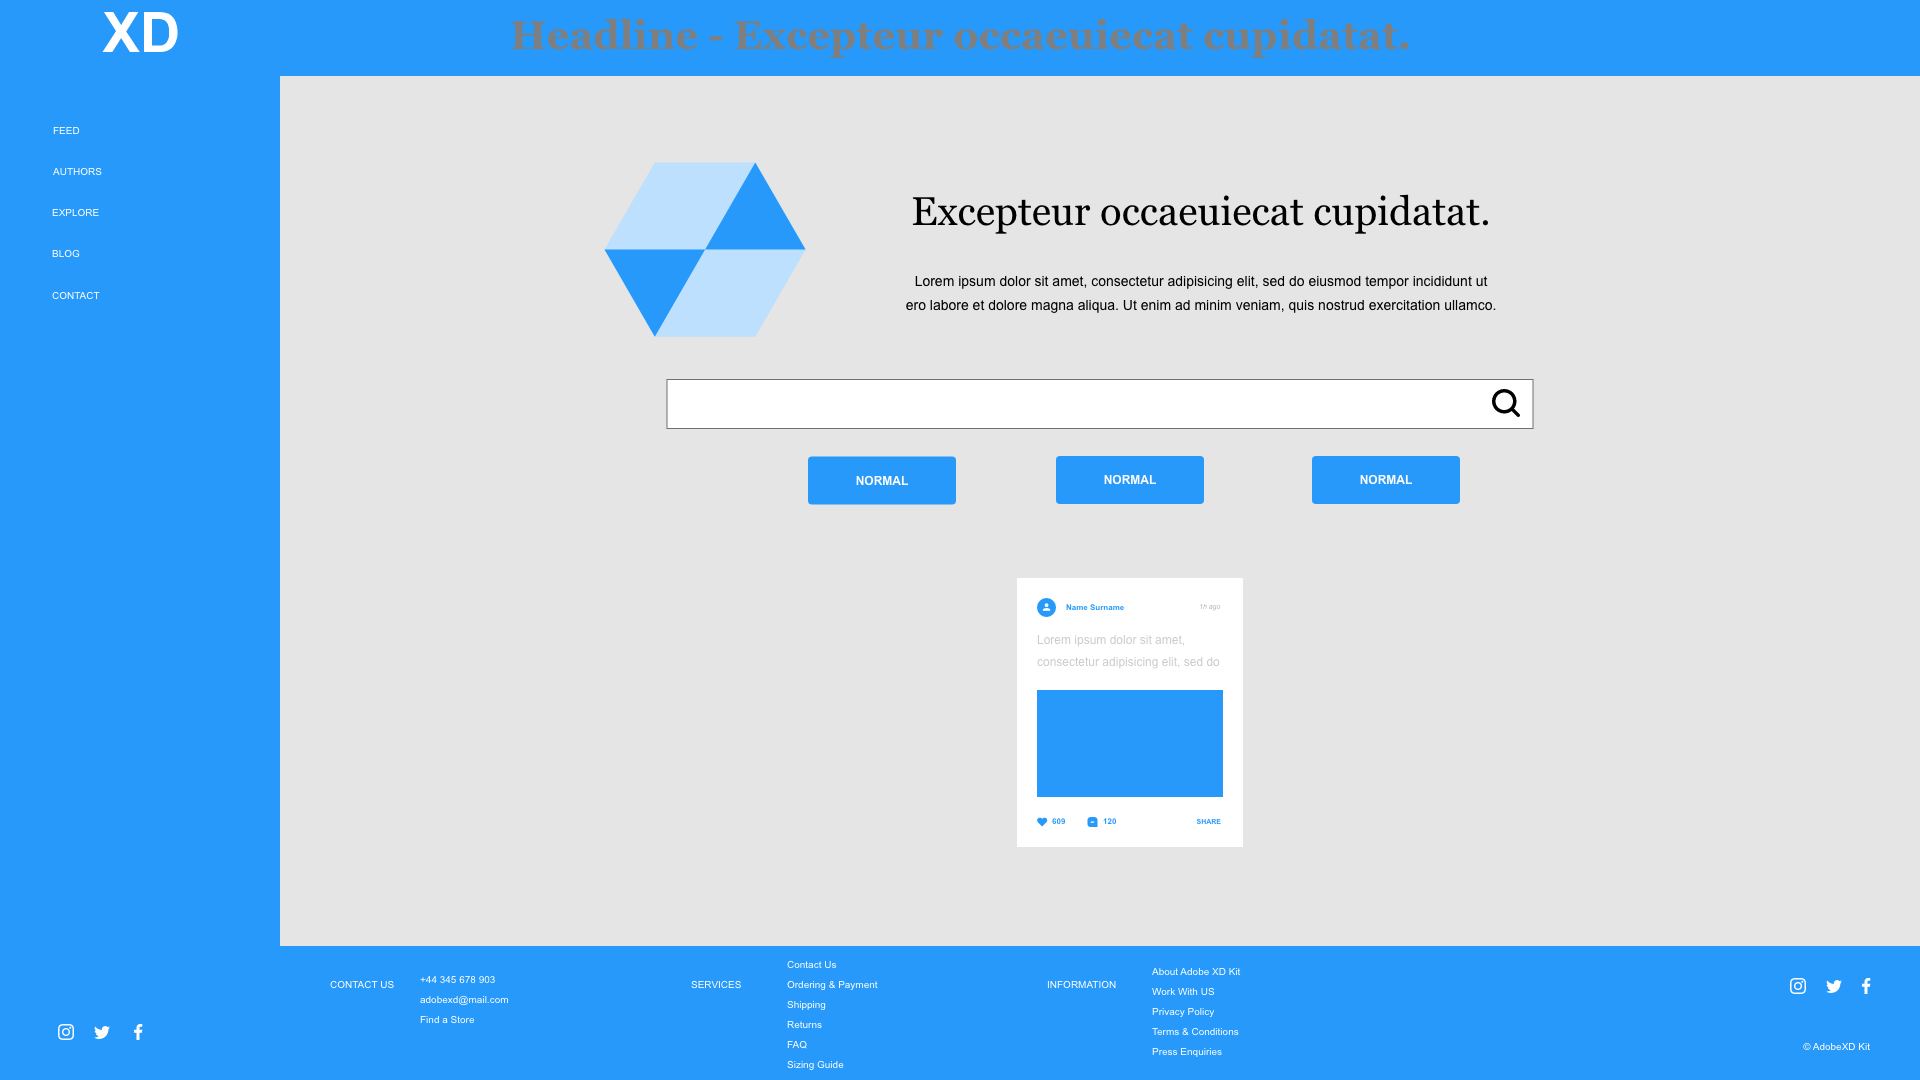 XD
Headline - Excepteur occaeuiecat cupidatat.
FEED
AUTHORS
EXPLORE
BLOG
CONTACT
Excepteur occaeuiecat cupidatat.
Lorem ipsum dolor sit amet, consectetur adipisicing elit, sed do eiusmod tempor incididunt ut
ero labore et dolore magna aliqua. Ut enim ad minim veniam, quis nostrud exercitation ullamco.
NORMAL
NORMAL
NORMAL
Name Surname
1h ago
Lorem ipsum dolor sit amet,
consectetur adipisicing elit, sed do
609
120
SHARE
CONTACT US
+44 345 678 903
adobexd@mail.com
Find a Store
SERVICES
Contact Us
Ordering & Payment
Shipping
Returns
FAQ
Sizing Guide
INFORMATION
About Adobe XD Kit
Work With US
Privacy Policy
Terms & Conditions
Press Enquiries
© AdobeXD Kit